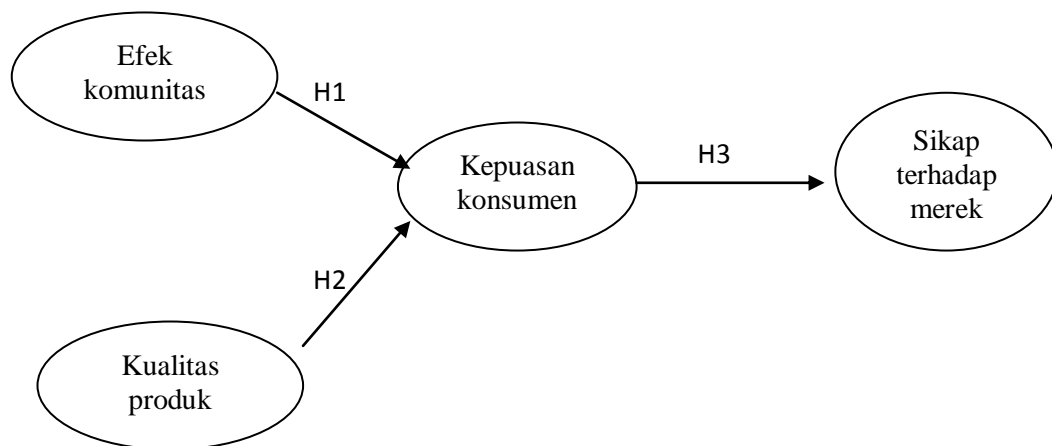 Efek
komunitas
H1
Kepuasan
konsumen
H3
Sikap
terhadap
merek
H2
Kualitas
produk